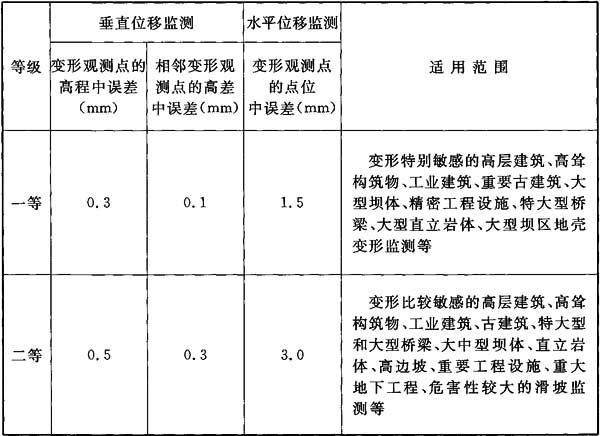 等级
垂直位移监测
水平位移监测
适用范围
变形观测点的
高程中误差
(mm)
相邻变形观
测点的高差
中误差(mm)
变形观测点
的点位
中误差(mm)
一等
0.3
0.1
1.5
变形特别敏感的高层建筑、高耸
构筑物、工业建筑、重要古建筑、大
型坝体、精密工程设施、特大型桥
梁、大型直立岩体、大型坝区地壳
变形监测等
二等
0.5
0.3
3.0
变形比较敏感的高层建筑、高耸
构筑物、工业建筑、古建筑、特大型
和大型桥梁、大中型坝体、直立岩
体、高边坡、重要工程设施、重大
地下工程、危害性较大的滑坡监
测等